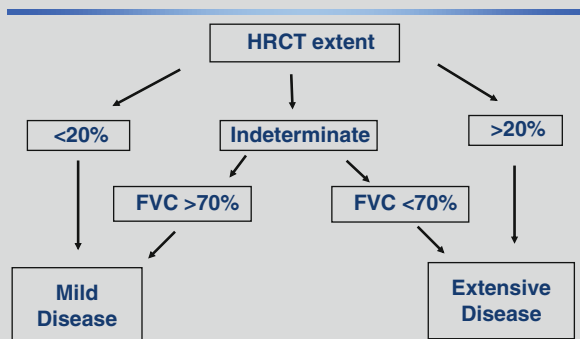 HRCT extent
<20%
Indeterminate
>20%
FVC >70%
FVC <70%
Mild
Disease
Extensive
Disease